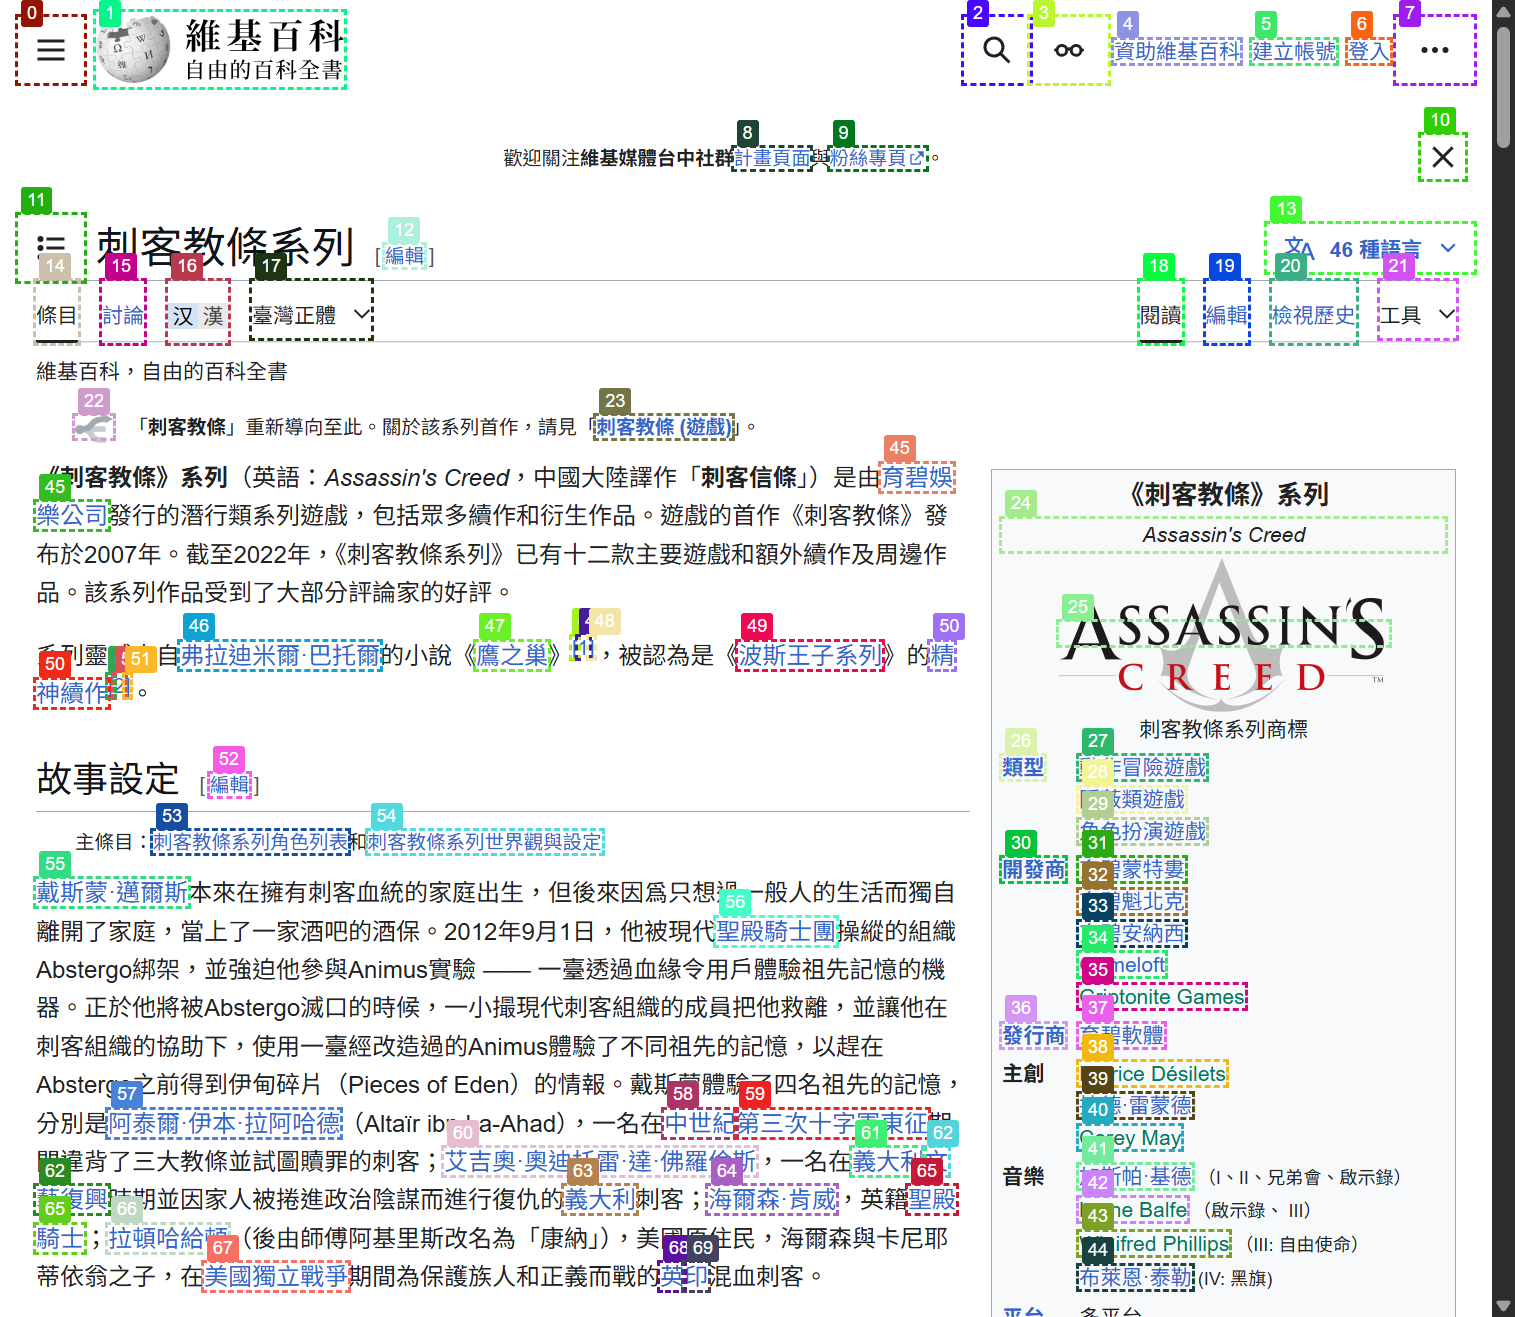 維基百科
自由的百科全書
資助維基百科
建立帳號
登入
歡迎關注維基媒體台中社群計畫頁面與粉絲專頁。
刺客教條系列
[編輯]
46 種語言
條目
討論
汉 漢
臺灣正體
閱讀
編輯
檢視歷史
工具
維基百科，自由的百科全書
「刺客教條」重新導向至此。關於該系列首作，請見「刺客教條 (遊戲)」。
《刺客教條》系列（英語：Assassin's Creed，中國大陸譯作「刺客信條」）是由育碧娛
樂公司發行的潛行類系列遊戲，包括眾多續作和衍生作品。遊戲的首作《刺客教條》發
布於2007年。截至2022年，《刺客教條系列》已有十二款主要遊戲和額外續作及周邊作
品。該系列作品受到了大部分評論家的好評。
系列靈自弗拉迪米爾·巴托爾的小說《鷹之巢》[1]，被認為是《波斯王子系列》的精
神續作[2]。
故事設定
[編輯]
主條目：刺客教條系列角色列表和刺客教條系列世界觀與設定
戴斯蒙·邁爾斯本來在擁有刺客血統的家庭出生，但後來因爲只想過一般人的生活而獨自
離開了家庭，當上了一家酒吧的酒保。2012年9月1日，他被現代聖殿騎士團操縱的組織
Abstergo綁架，並強迫他參與Animus實驗 —— 一臺透過血緣令用戶體驗祖先記憶的機
器。正於他將被Abstergo滅口的時候，一小撮現代刺客組織的成員把他救離，並讓他在
刺客組織的協助下，使用一臺經改造過的Animus體驗了不同祖先的記憶，以趕在
Abstergo之前得到伊甸碎片（Pieces of Eden）的情報。戴斯蒙體驗了四名祖先的記憶，
分別是阿泰爾·伊本·拉阿哈德（Altaïr ibn La-Ahad），一名在中世紀第三次十字軍東征期
間違背了三大教條並試圖贖罪的刺客；艾吉奧·奧迪托雷·達·佛羅倫斯，一名在義大利文
藝復興時期並因家人被捲進政治陰謀而進行復仇的義大利刺客；海爾森·肯威，英籍聖殿
騎士；拉頓哈給頓（後由師傅阿基里斯改名為「康納」），美國原住民，海爾森與卡尼耶
蒂依翁之子，在美國獨立戰爭期間為保護族人和正義而戰的英印混血刺客。
《刺客教條》系列
Assassin's Creed
ASSASSIN'S
CREED
TM
刺客教條系列商標
類型
動作冒險遊戲
類遊戲
角色扮演遊戲
開發商
育碧蒙特婁
育碧魁北克
育碧安納西
Gameloft
Griptonite Games
發行商
育碧軟體
主創
Patrice Désilets
·雷蒙德
Corey May
音樂
傑斯帕·基德 （I、II、兄弟會、啟示錄）
Lorne Balfe （啟示錄、 III）
Winifred Phillips （III: 自由使命）
布萊恩·泰勒 (IV: 黑旗)
平台
多平台